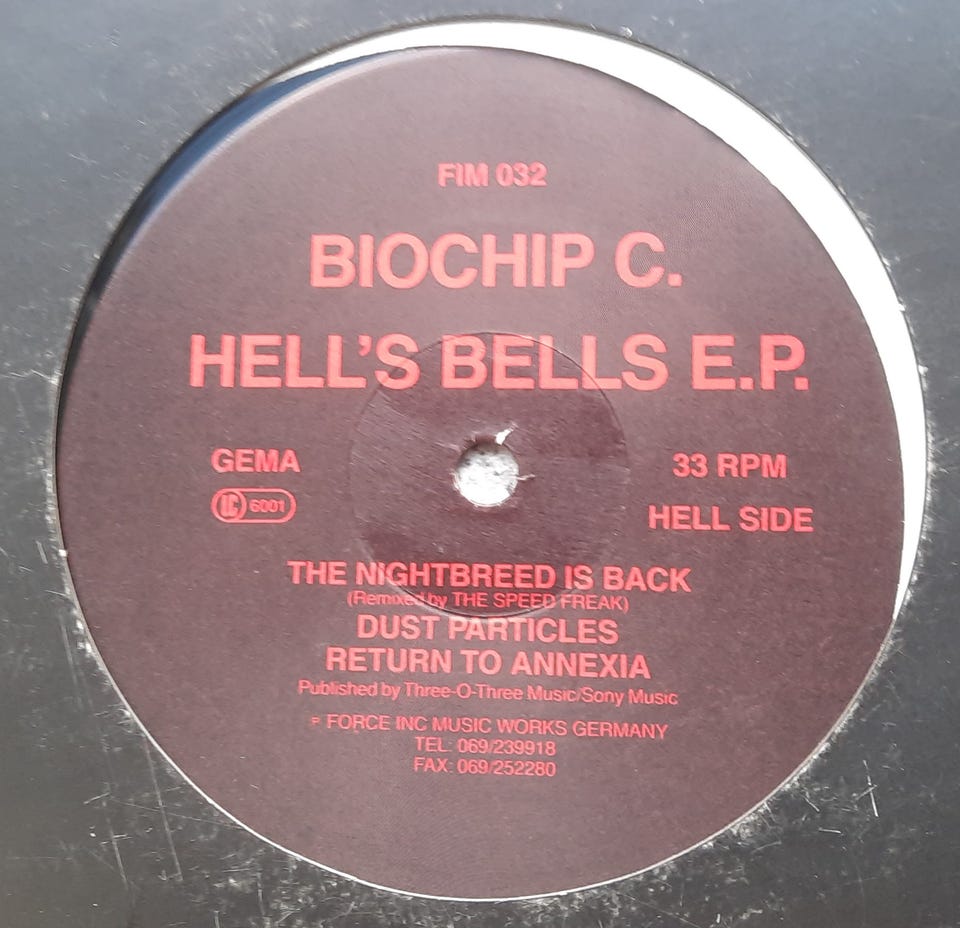 FIM 032
BIOCHIP C.
HELL'S BELLS E.P.
GEMA
33 RPM
LC 6001
HELL SIDE
THE NIGHTBREED IS BACK
(Remixed by THE SPEED FREAK)
DUST PARTICLES
RETURN TO ANNEXIA
Published by Three-O-Three Music/Sony Music
℗ FORCE INC MUSIC WORKS GERMANY
TEL: 069/239918
FAX: 069/252280